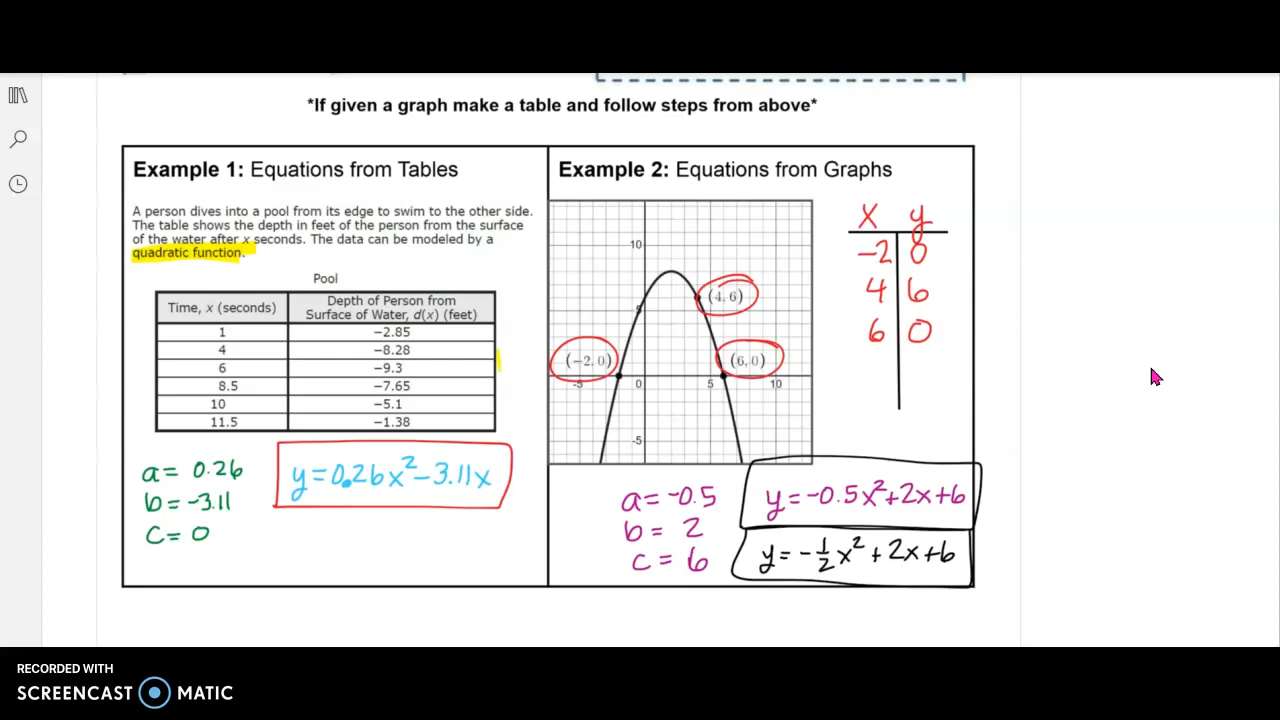 *If given a graph make a table and follow steps from above*
Example 1: Equations from Tables
A person dives into a pool from its edge to swim to the other side.
The table shows the depth in feet of the person from the surface
of the water after x seconds. The data can be modeled by a
quadratic function.
Pool
Time, x (seconds) Depth of Person from Surface of Water, d(x) (feet)
1 −2.85
4 −8.28
6 −9.3
8.5 −7.65
10 −5.1
11.5 −1.38
a = 0.26
b = -3.11
c = 0
y = 0.26x² - 3.11x
Example 2: Equations from Graphs
10
5
(4, 6)
(−2, 0)
(6, 0)
-5 0 5 10
-5
x y
-2 0
4 6
6 0
a = -0.5
b = 2
c = 6
y = -0.5x² + 2x + 6
y = -1/2 x² + 2x + 6
RECORDED WITH
SCREENCAST MATIC